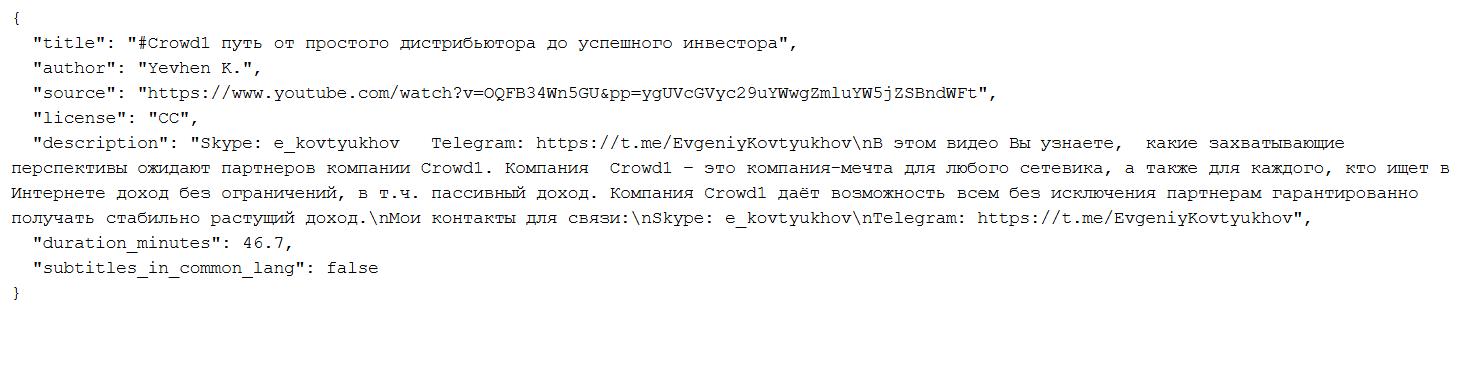 {
  "title": "#Crowd1 путь от простого дистрибьютора до успешного инвестора",
  "author": "Yevhen K.",
  "source": "https://www.youtube.com/watch?v=OQFB34Wn5GU&pp=ygUVcGVyc29uYWwgZmluYW5jZSBndWFt",
  "license": "CC",
  "description": "Skype: e_kovtyukhov   Telegram: https://t.me/EvgeniyKovtyukhov\nВ этом видео Вы узнаете,  какие захватывающие
перспективы ожидают партнеров компании Crowd1. Компания  Crowd1 – это компания-мечта для любого сетевика, а также для каждого, кто ищет в
Интернете доход без ограничений, в т.ч. пассивный доход. Компания Crowd1 даёт возможность всем без исключения партнерам гарантированно
получать стабильно растущий доход.\nМои контакты для связи:\nSkype: e_kovtyukhov\nTelegram: https://t.me/EvgeniyKovtyukhov",
  "duration_minutes": 46.7,
  "subtitles_in_common_lang": false
}